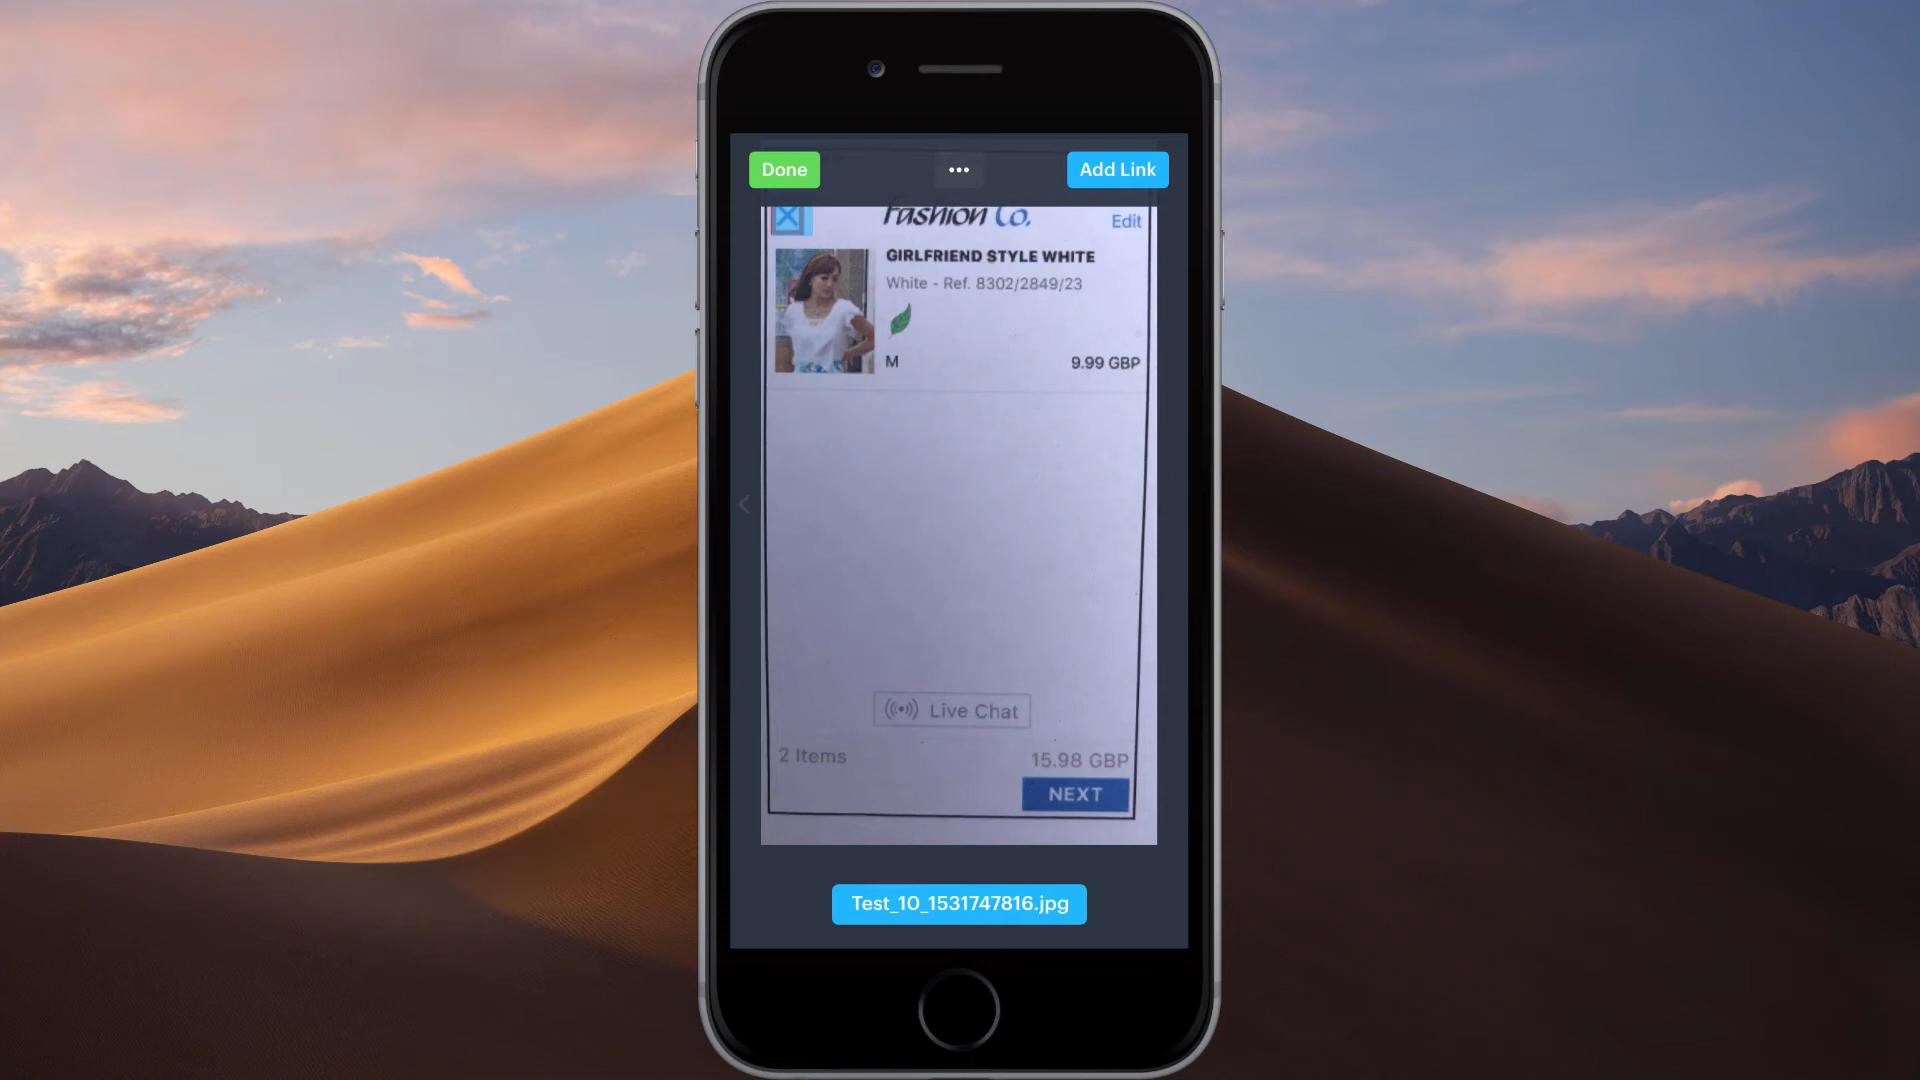 Done
Add Link
Fashion Co.
Edit
GIRLFRIEND STYLE WHITE
White - Ref. 8302/2849/23
M
9.99 GBP
Live Chat
2 Items
15.98 GBP
NEXT
Test_10_1531747816.jpg